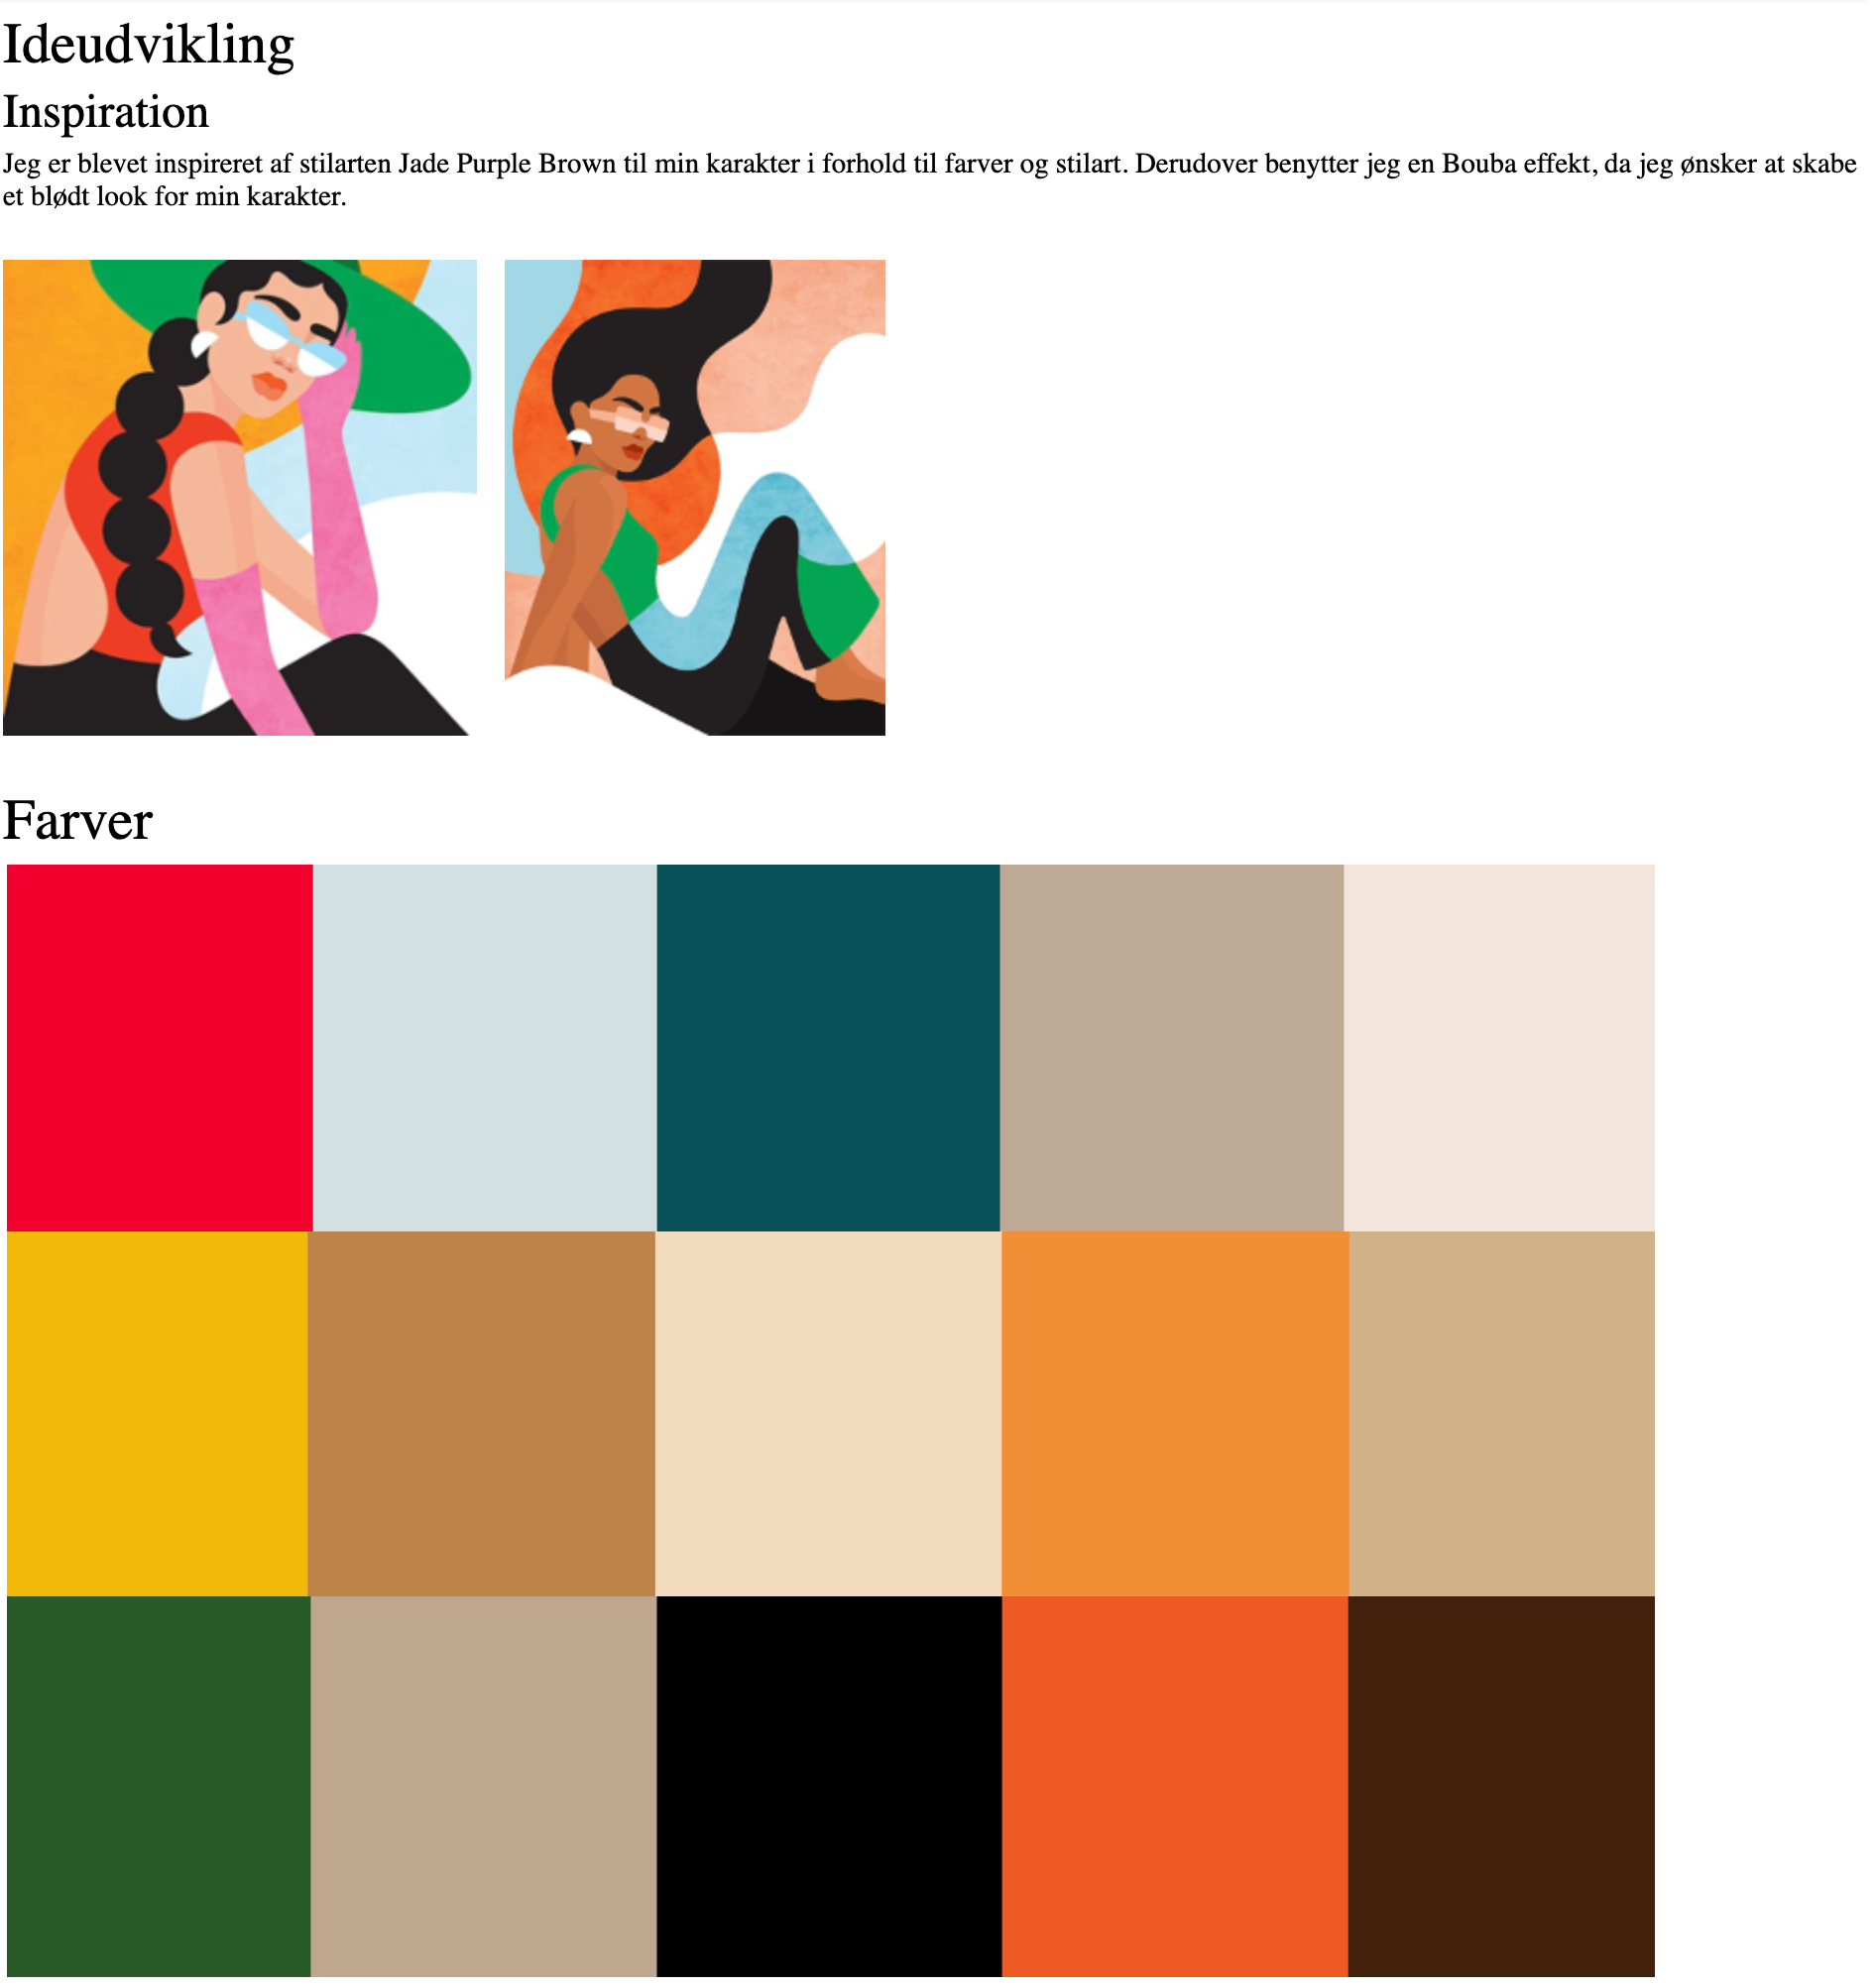 Ideudvikling
Inspiration
Jeg er blevet inspireret af stilarten Jade Purple Brown til min karakter i forhold til farver og stilart. Derudover benytter jeg en Bouba effekt, da jeg ønsker at skabe
et blødt look for min karakter.
Farver